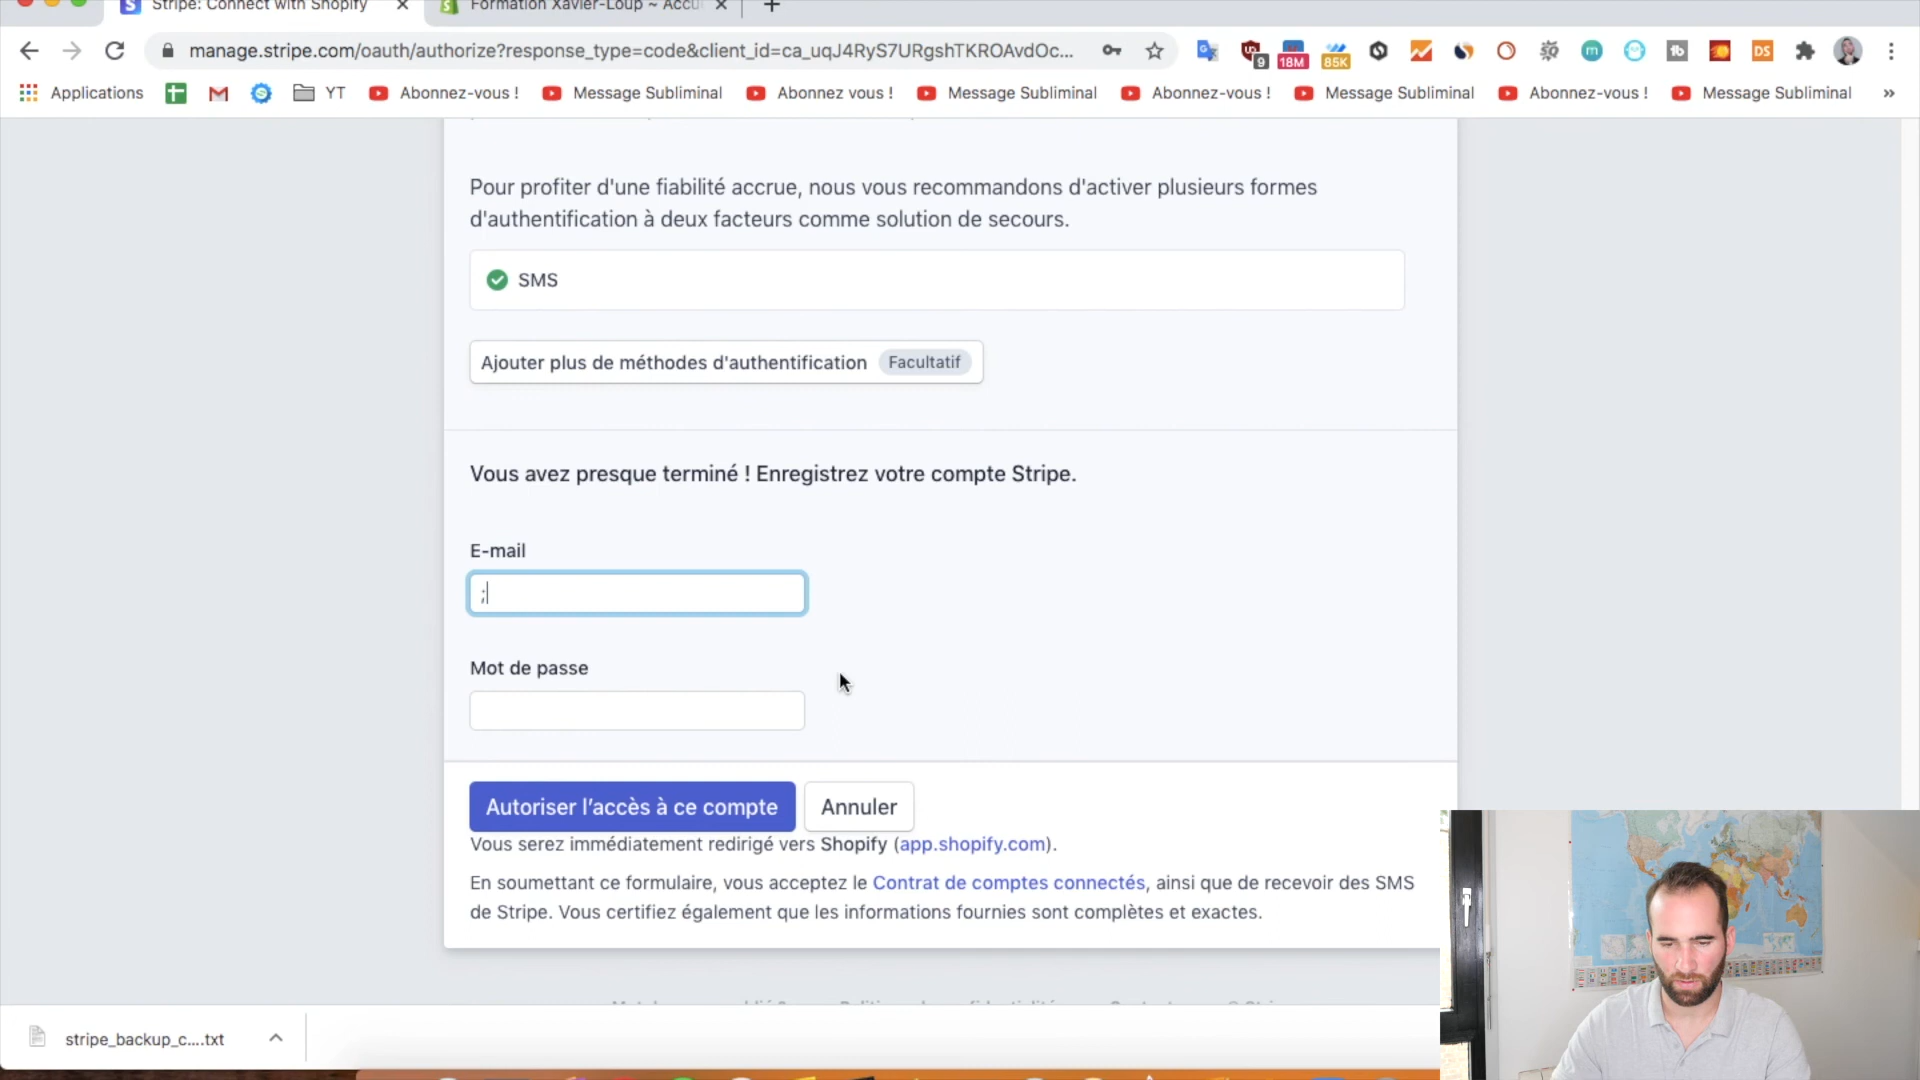 Stripe: Connect with Shopify
Formation Xavier-Loup ~ Accu
manage.stripe.com/oauth/authorize?response_type=code&client_id=ca_uqJ4RyS7URgshTKROAvdOc...
9
18M
85K
DS
Applications
YT
Abonnez-vous !
Message Subliminal
Abonnez vous !
Message Subliminal
Abonnez-vous !
Message Subliminal
Abonnez-vous !
Message Subliminal
»
Pour profiter d'une fiabilité accrue, nous vous recommandons d'activer plusieurs formes
d'authentification à deux facteurs comme solution de secours.
SMS
Ajouter plus de méthodes d'authentification Facultatif
Vous avez presque terminé ! Enregistrez votre compte Stripe.
E-mail
;
Mot de passe
Autoriser l'accès à ce compte
Annuler
Vous serez immédiatement redirigé vers Shopify (app.shopify.com).
En soumettant ce formulaire, vous acceptez le Contrat de comptes connectés, ainsi que de recevoir des SMS
de Stripe. Vous certifiez également que les informations fournies sont complètes et exactes.
stripe_backup_c....txt